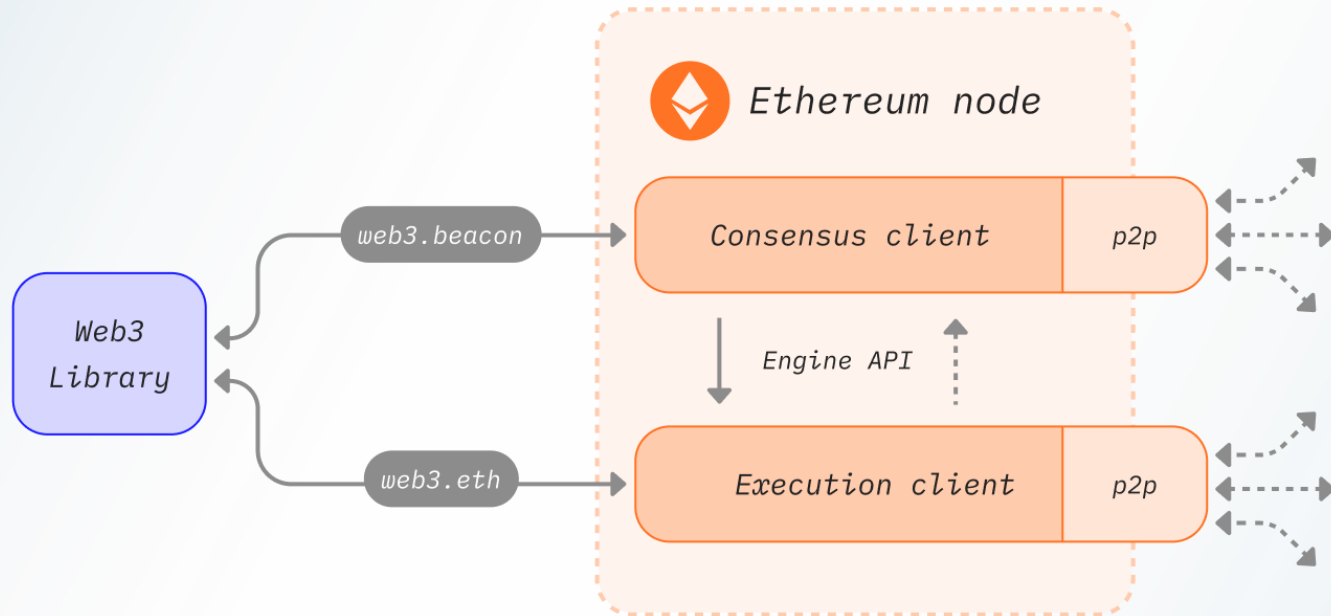 Ethereum node
web3.beacon
Consensus client
p2p
Web3
Library
Engine API
web3.eth
Execution client
p2p